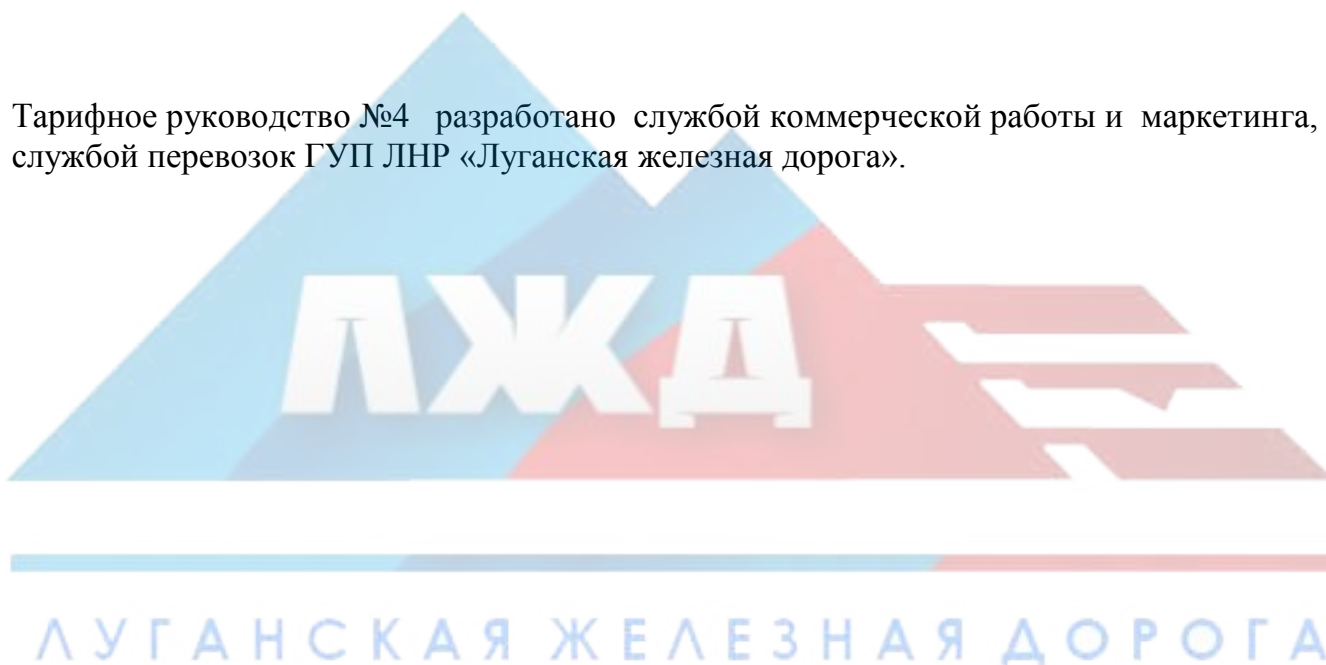 Тарифное руководство №4 разработано службой коммерческой работы и маркетинга,
службой перевозок ГУП ЛНР «Луганская железная дорога».
ЛЖД
ЛУГАНСКАЯ ЖЕЛЕЗНАЯ ДОРОГА